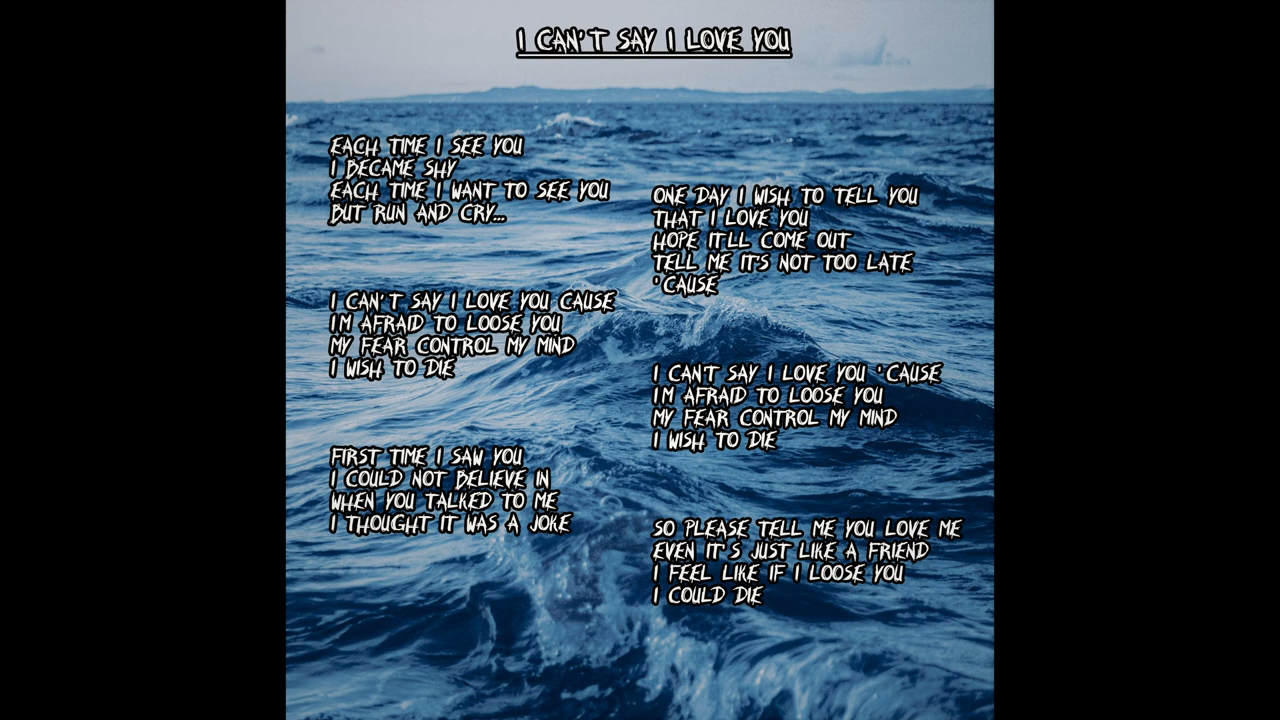 I CAN'T SAY I LOVE YOU
EACH TIME I SEE YOU
I BECAME SHY
EACH TIME I WANT TO SEE YOU
BUT RUN AND CRY...
I CAN'T SAY I LOVE YOU CAUSE
I'M AFRAID TO LOOSE YOU
MY FEAR CONTROL MY MIND
I WISH TO DIE
FIRST TIME I SAW YOU
I COULD NOT BELIEVE IN
WHEN YOU TALKED TO ME
I THOUGHT IT WAS A JOKE
ONE DAY I WISH TO TELL YOU
THAT I LOVE YOU
HOPE IT'LL COME OUT
TELL ME IT'S NOT TOO LATE
'CAUSE
I CAN'T SAY I LOVE YOU 'CAUSE
I'M AFRAID TO LOOSE YOU
MY FEAR CONTROL MY MIND
I WISH TO DIE
SO PLEASE TELL ME YOU LOVE ME
EVEN IT'S JUST LIKE A FRIEND
I FEEL LIKE IF I LOOSE YOU
I COULD DIE